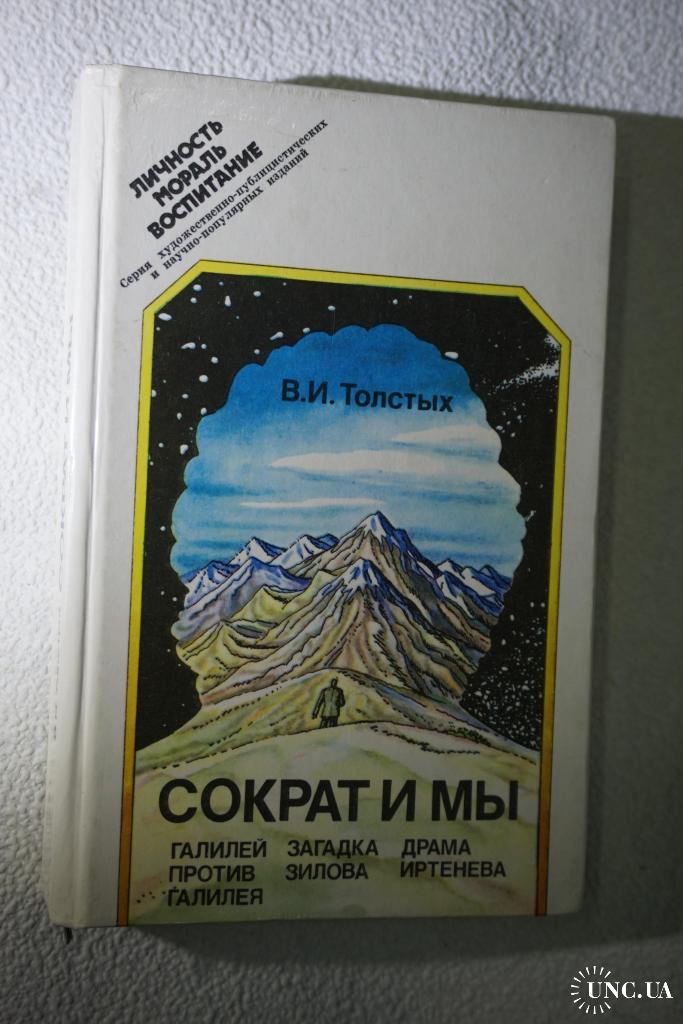 ЛИЧНОСТЬ
МОРАЛЬ
ВОСПИТАНИЕ
Серия художественно-публицистических
и научно-популярных изданий
В.И. Толстых
СОКРАТ И МЫ
ГАЛИЛЕЙ ЗАГАДКА ДРАМА
ПРОТИВ ЗИЛОВА ИРТЕНЕВА
ГАЛИЛЕЯ
UNC.UA